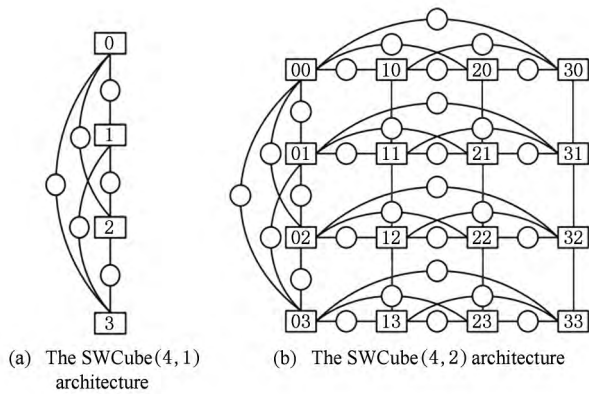 0
1
2
3
00 10 20 30
01 11 21 31
02 12 22 32
03 13 23 33
(a) The SWCube(4,1)
architecture
(b) The SWCube(4,2) architecture